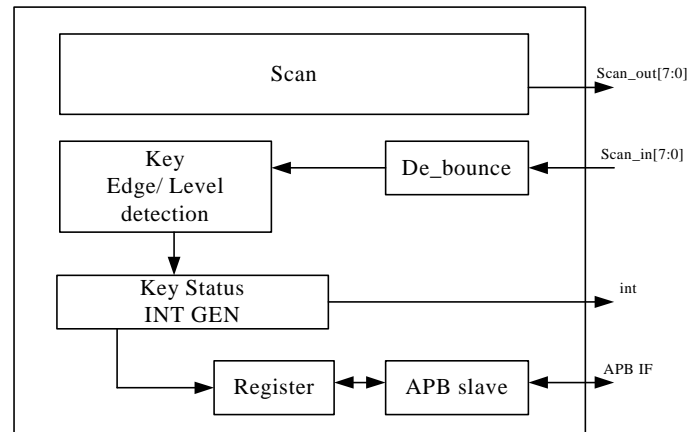 Scan
Scan_out[7:0]
Key
Edge/ Level
detection
De_bounce
Scan_in[7:0]
Key Status
INT GEN
int
Register
APB slave
APB IF